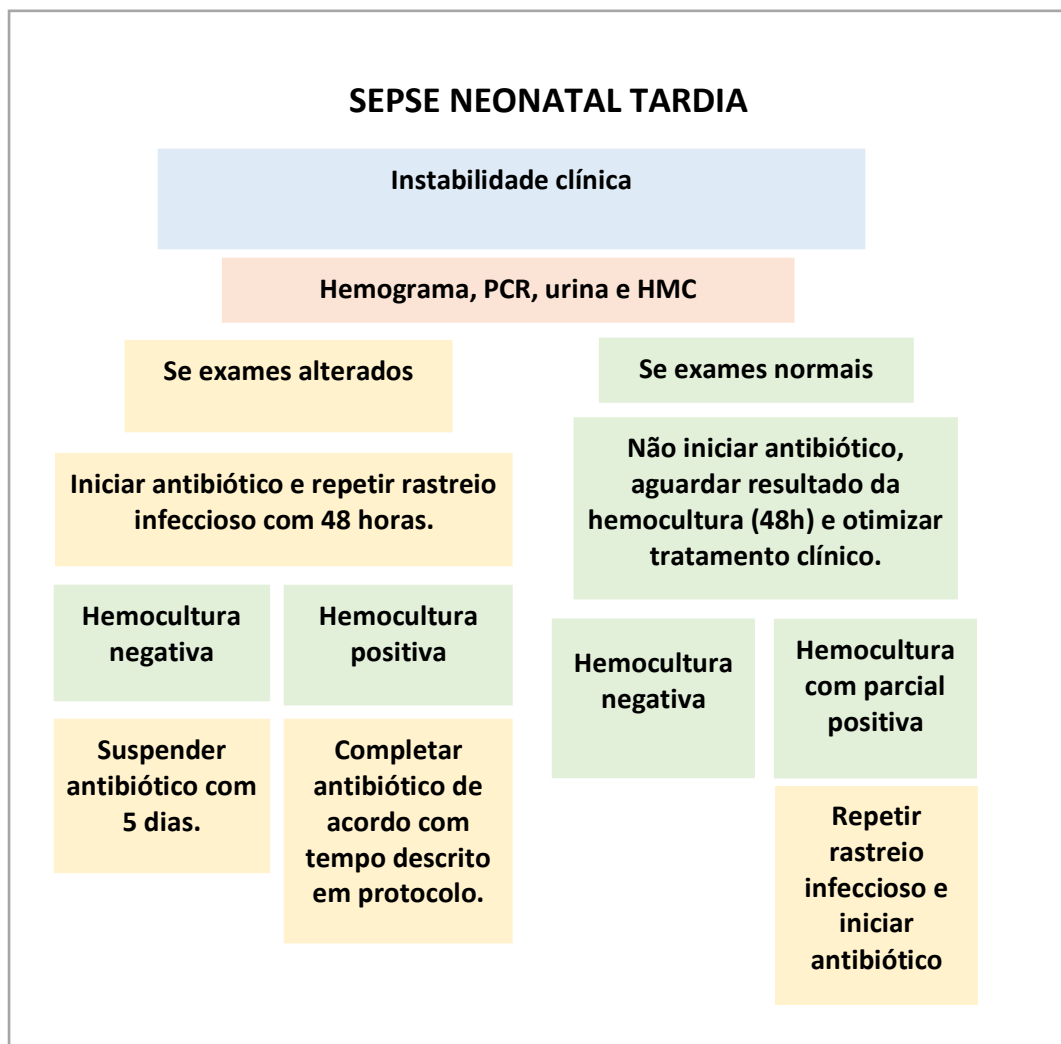 SEPSE NEONATAL TARDIA
Instabilidade clínica
Hemograma, PCR, urina e HMC
Se exames alterados
Iniciar antibiótico e repetir rastreio
infeccioso com 48 horas.
Hemocultura
negativa
Suspender
antibiótico com
5 dias.
Hemocultura
positiva
Completar
antibiótico de
acordo com
tempo descrito
em protocolo.
Se exames normais
Não iniciar antibiótico,
aguardar resultado da
hemocultura (48h) e otimizar
tratamento clínico.
Hemocultura
negativa
Hemocultura
com parcial
positiva
Repetir
rastreio
infeccioso e
iniciar
antibiótico